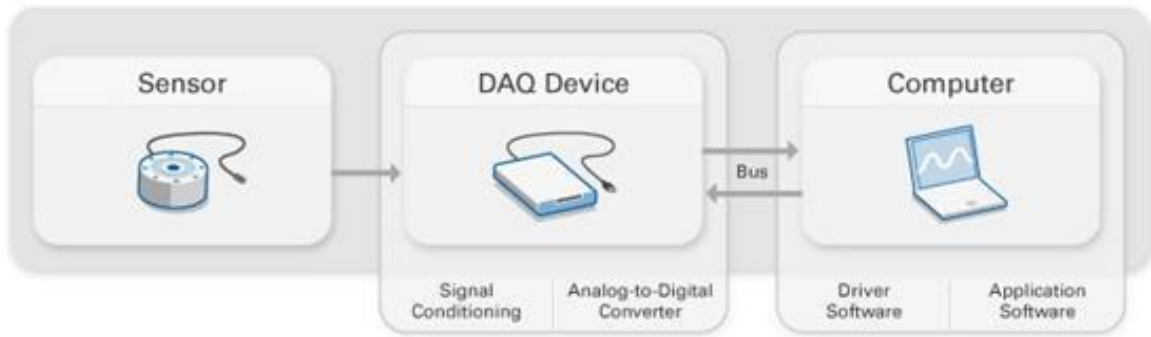 Sensor
DAQ Device
Computer
Bus
Signal
Conditioning
Analog-to-Digital
Converter
Driver
Software
Application
Software